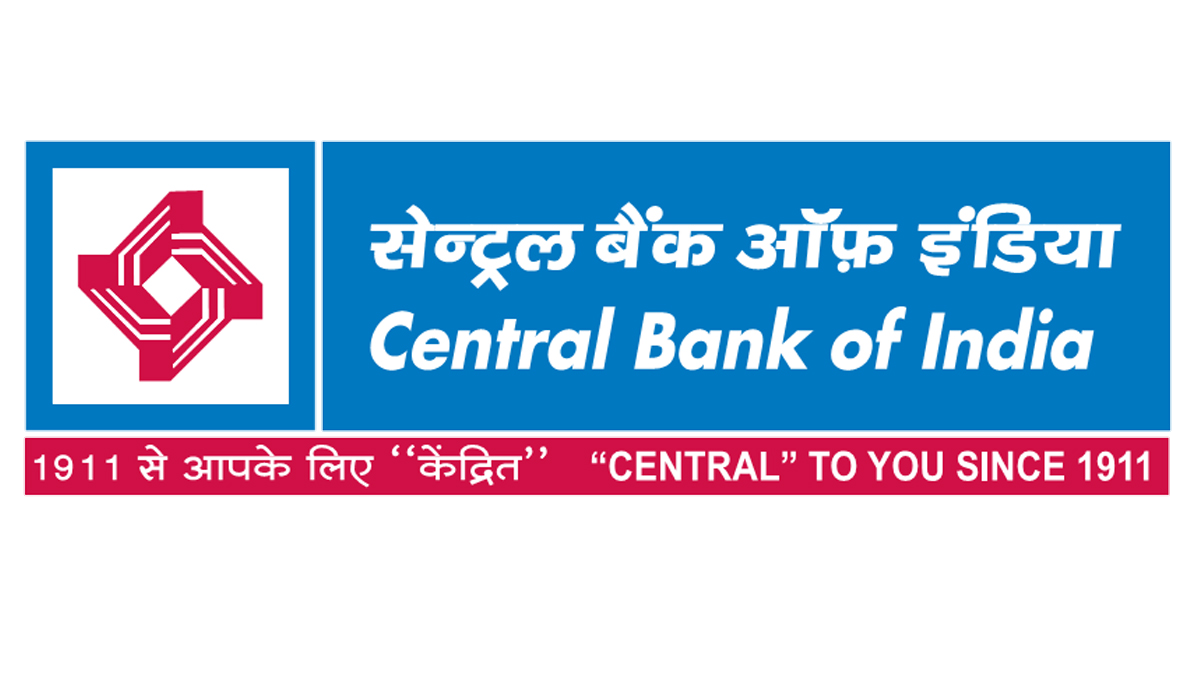 सेन्ट्रल बैंक ऑफ़ इंडिया
Central Bank of India
1911 से आपके लिए “केंद्रित” “CENTRAL” TO YOU SINCE 1911